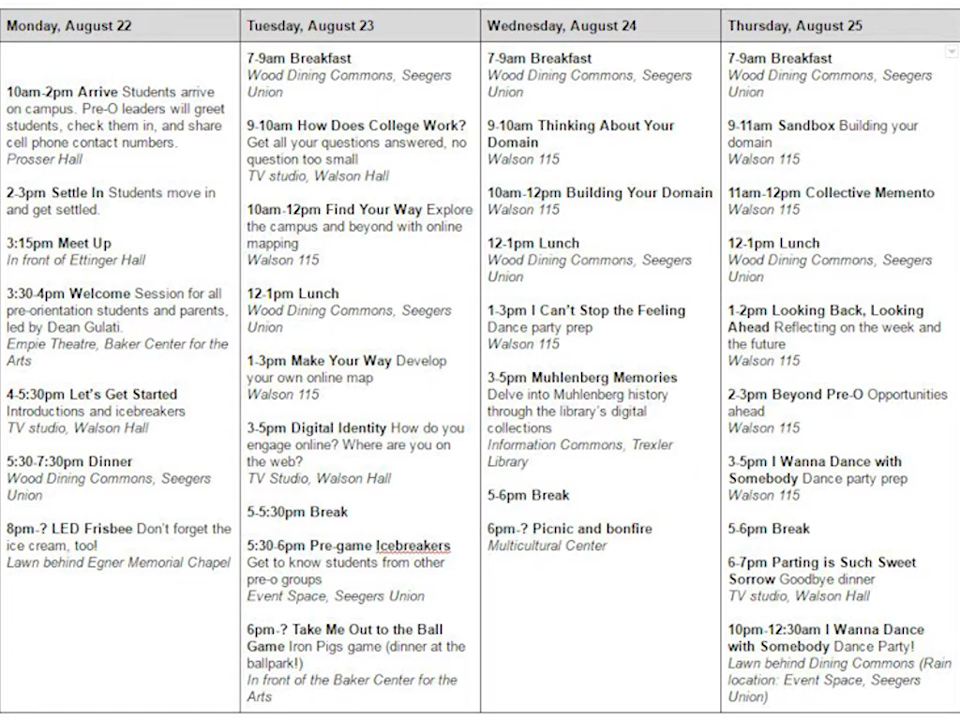 Monday, August 22
10am-2pm Arrive Students arrive
on campus. Pre-O leaders will greet
students, check them in, and share
cell phone contact numbers.
Prosser Hall
2-3pm Settle In Students move in
and get settled.
3:15pm Meet Up
In front of Ettinger Hall
3:30-4pm Welcome Session for all
pre-orientation students and parents,
led by Dean Gulati.
Empie Theatre, Baker Center for the
Arts
4-5:30pm Let's Get Started
Introductions and icebreakers
TV studio, Walson Hall
5:30-7:30pm Dinner
Wood Dining Commons, Seegers
Union
8pm-? LED Frisbee Don't forget the
ice cream, too!
Lawn behind Egner Memorial Chapel
Tuesday, August 23
7-9am Breakfast
Wood Dining Commons, Seegers
Union
9-10am How Does College Work?
Get all your questions answered, no
question too small
TV studio, Walson Hall
10am-12pm Find Your Way Explore
the campus and beyond with online
mapping
Walson 115
12-1pm Lunch
Wood Dining Commons, Seegers
Union
1-3pm Make Your Way Develop
your own online map
Walson 115
3-5pm Digital Identity How do you
engage online? Where are you on
the web?
TV Studio, Walson Hall
5-5:30pm Break
5:30-6pm Pre-game Icebreakers
Get to know students from other
pre-o groups
Event Space, Seegers Union
6pm-? Take Me Out to the Ball
Game Iron Pigs game (dinner at the
ballpark!)
In front of the Baker Center for the
Arts
Wednesday, August 24
7-9am Breakfast
Wood Dining Commons, Seegers
Union
9-10am Thinking About Your
Domain
Walson 115
10am-12pm Building Your Domain
Walson 115
12-1pm Lunch
Wood Dining Commons, Seegers
Union
1-3pm I Can't Stop the Feeling
Dance party prep
Walson 115
3-5pm Muhlenberg Memories
Delve into Muhlenberg history
through the library's digital
collections
Information Commons, Trexler
Library
5-6pm Break
6pm-? Picnic and bonfire
Multicultural Center
Thursday, August 25
7-9am Breakfast
Wood Dining Commons, Seegers
Union
9-11am Sandbox Building your
domain
Walson 115
11am-12pm Collective Memento
Walson 115
12-1pm Lunch
Wood Dining Commons, Seegers
Union
1-2pm Looking Back, Looking
Ahead Reflecting on the week and
the future
Walson 115
2-3pm Beyond Pre-O Opportunities
ahead
Walson 115
3-5pm I Wanna Dance with
Somebody Dance party prep
Walson 115
5-6pm Break
6-7pm Parting is Such Sweet
Sorrow Goodbye dinner
TV studio, Walson Hall
10pm-12:30am I Wanna Dance
with Somebody Dance Party!
Lawn behind Dining Commons (Rain
location: Event Space, Seegers
Union)